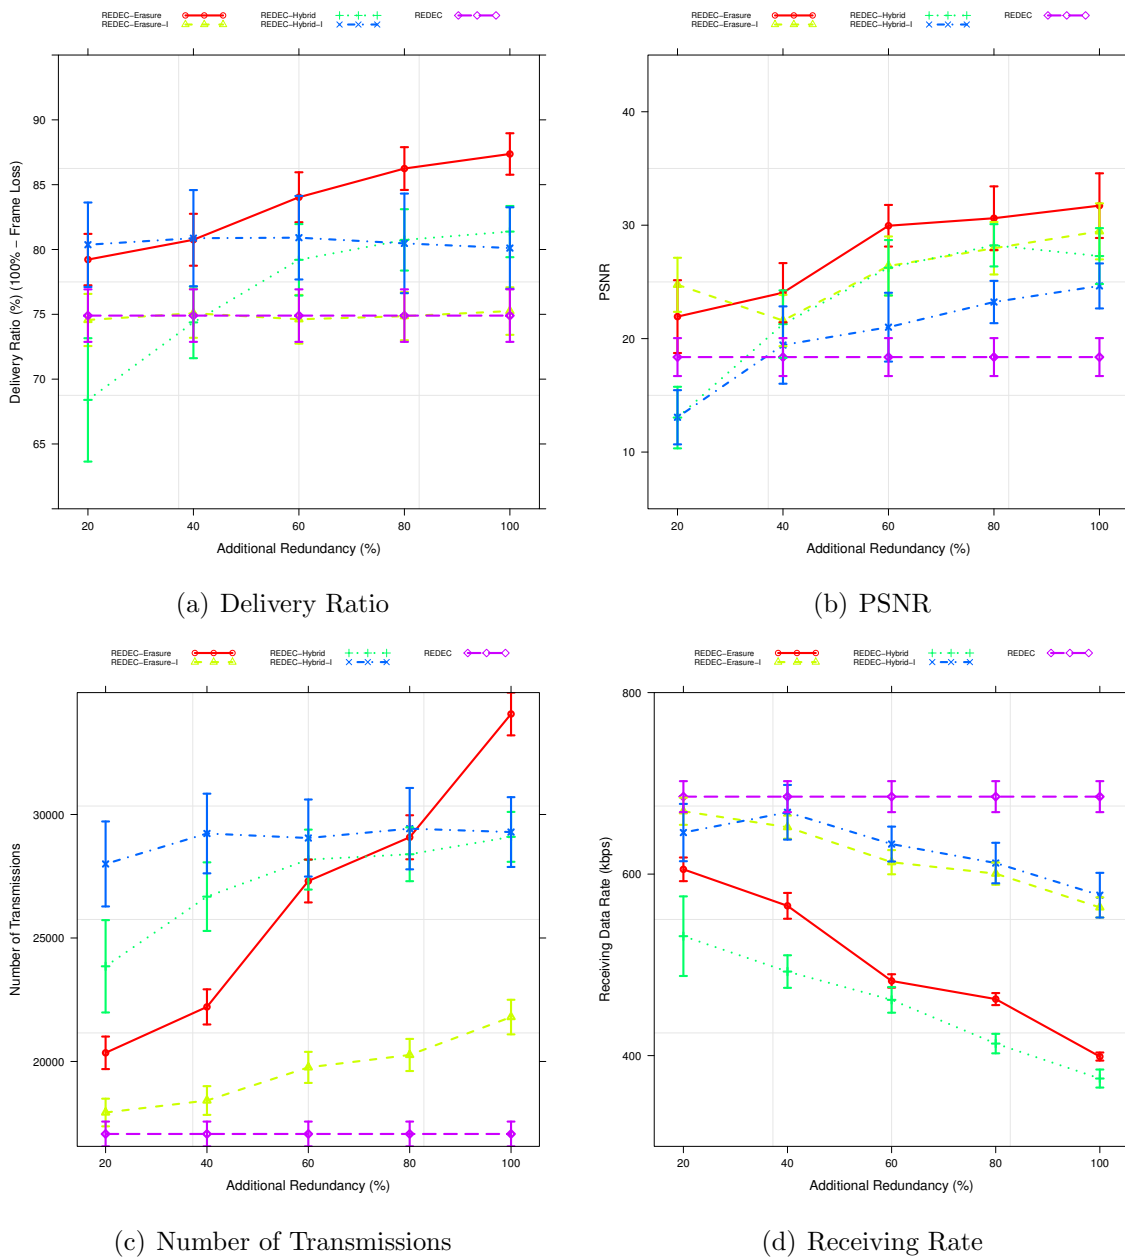 REDEC−Erasure
REDEC−Erasure−I
REDEC−Hybrid
REDEC−Hybrid−I
REDEC
Delivery Ratio (%) (100% − Frame Loss)
90
85
80
75
70
65
20 40 60 80 100
Additional Redundancy (%)
(a) Delivery Ratio
REDEC−Erasure
REDEC−Erasure−I
REDEC−Hybrid
REDEC−Hybrid−I
REDEC
PSNR
40
30
20
10
20 40 60 80 100
Additional Redundancy (%)
(b) PSNR
REDEC−Erasure
REDEC−Erasure−I
REDEC−Hybrid
REDEC−Hybrid−I
REDEC
Number of Transmissions
30000
25000
20000
20 40 60 80 100
Additional Redundancy (%)
(c) Number of Transmissions
REDEC−Erasure
REDEC−Erasure−I
REDEC−Hybrid
REDEC−Hybrid−I
REDEC
Receiving Data Rate (kbps)
800
600
400
20 40 60 80 100
Additional Redundancy (%)
(d) Receiving Rate